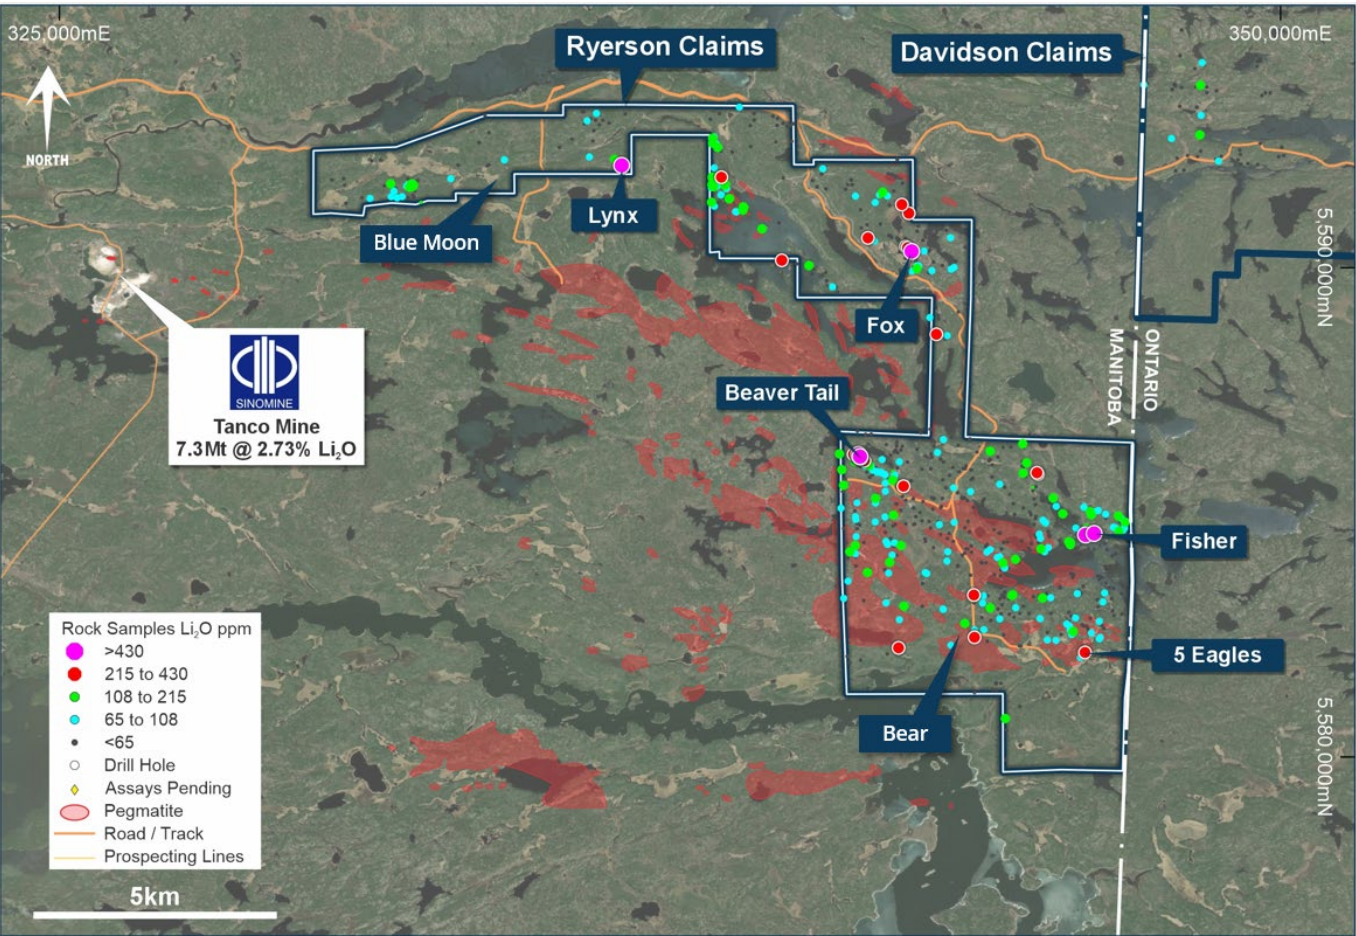 325,000mE
350,000mE
Ryerson Claims
Davidson Claims
NORTH
Lynx
Blue Moon
5,590,000mN
Fox
ONTARIO
MANITOBA
SINOMINE
Tanco Mine
7.3Mt @ 2.73% Li₂O
Beaver Tail
Fisher
5 Eagles
Bear
5,580,000mN
Rock Samples Li₂O ppm
>430
215 to 430
108 to 215
65 to 108
<65
Drill Hole
Assays Pending
Pegmatite
Road / Track
Prospecting Lines
5km